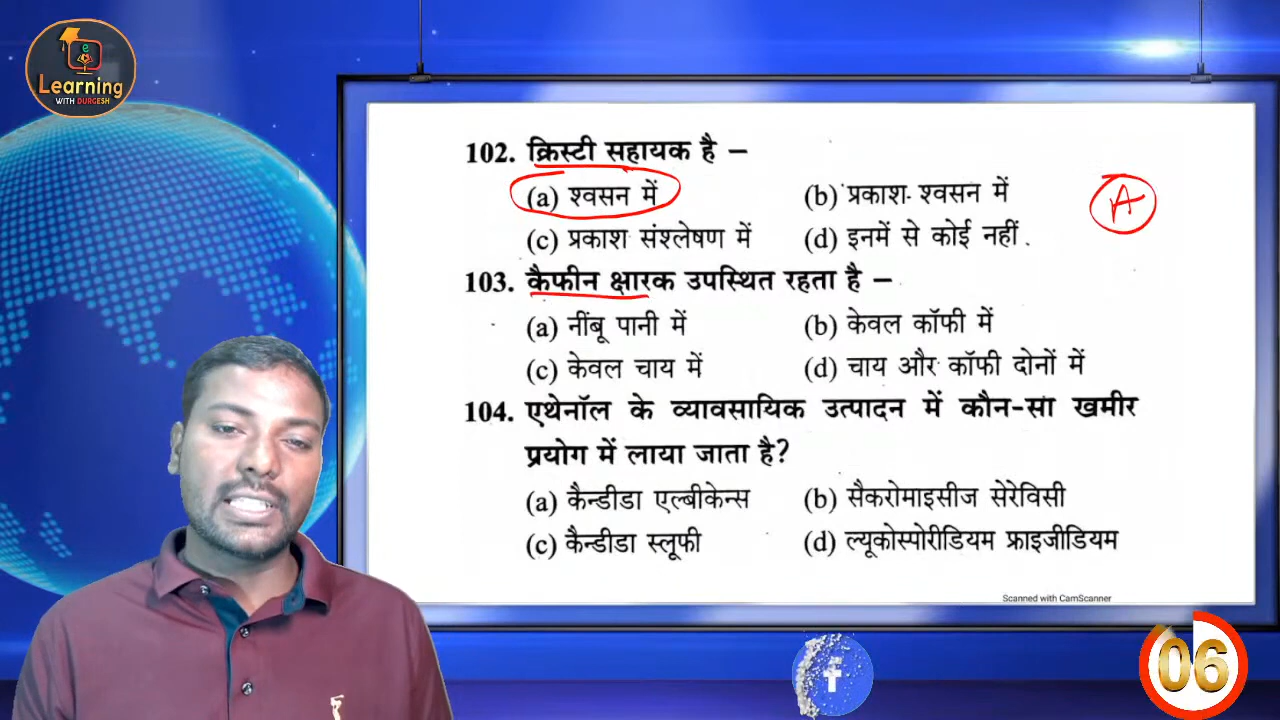 e
Learning
WITH DURGESH
102. क्रिस्टी सहायक है –
(a) श्वसन में (b) प्रकाश- श्वसन में
A
(c) प्रकाश संश्लेषण में (d) इनमें से कोई नहीं .
103. कैफीन क्षारक उपस्थित रहता है –
(a) नींबू पानी में (b) केवल कॉफी में
(c) केवल चाय में (d) चाय और कॉफी दोनों में
104. एथेनॉल के व्यावसायिक उत्पादन में कौन-सा खमीर
प्रयोग में लाया जाता है?
(a) कैन्डीडा एल्बीकेन्स (b) सैकरोमाइसीज सेरेविसी
(c) कैन्डीडा स्लूफी (d) ल्यूकोस्पोरीडियम फ्राइजीडियम
Scanned with CamScanner
f
06